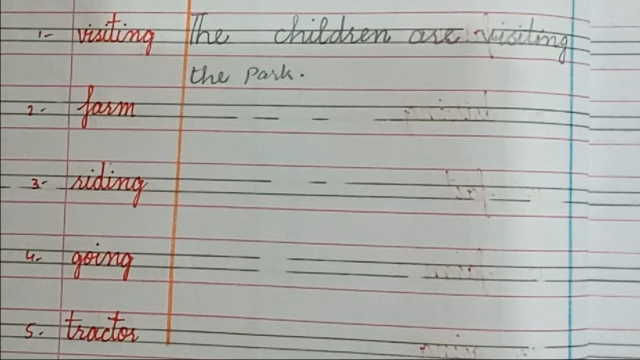 1- visiting The children are visiting
the Park.
2- farm
3- riding
4- going
5- tractor